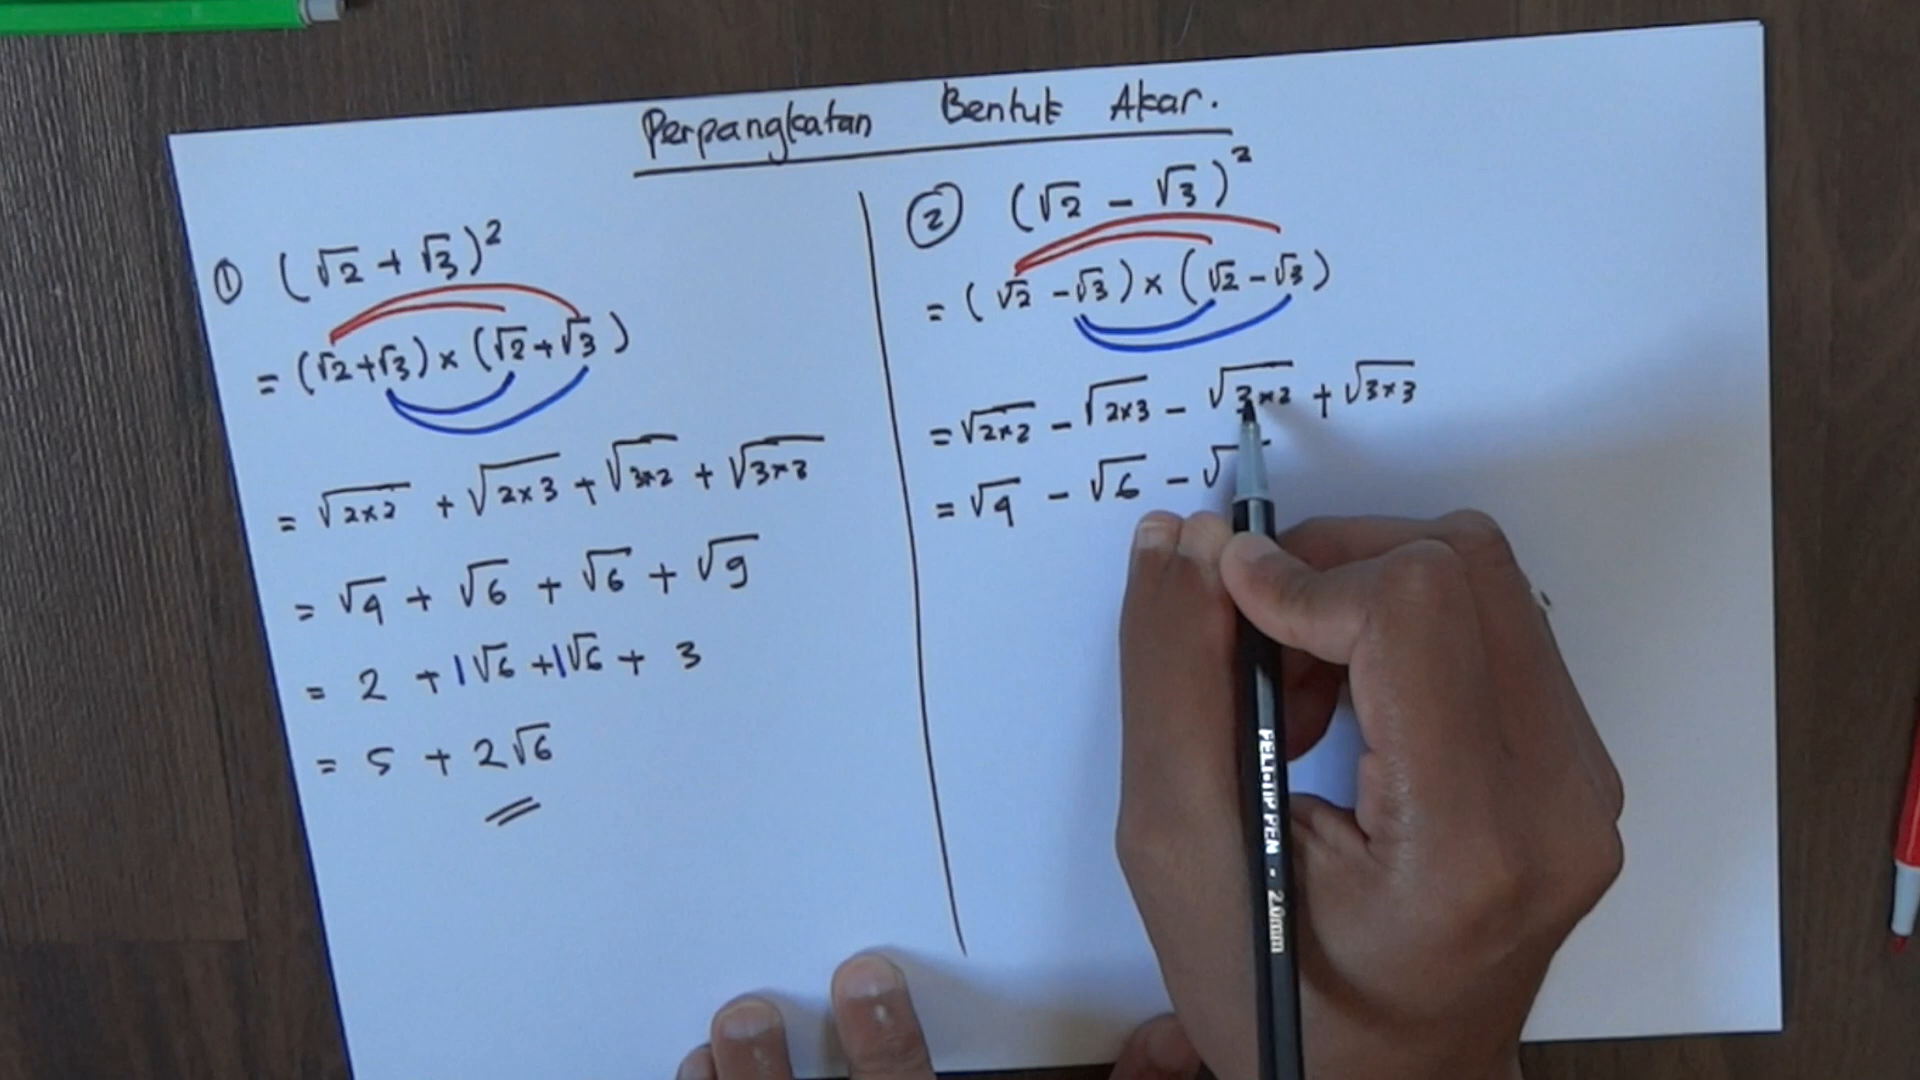 Perpangkatan Bentuk Akar.
① (√2 + √3)²
= (√2+√3) × (√2+√3)
= √2×2 + √2×3 + √3×2 + √3×3
= √4 + √6 + √6 + √9
= 2 + 1√6 + 1√6 + 3
= 5 + 2√6
② (√2 - √3)²
= (√2 - √3) × (√2 - √3)
= √2×2 - √2×3 - √3×2 + √3×3
= √4 - √6 - √
FELT-TIP PEN - 2.0mm